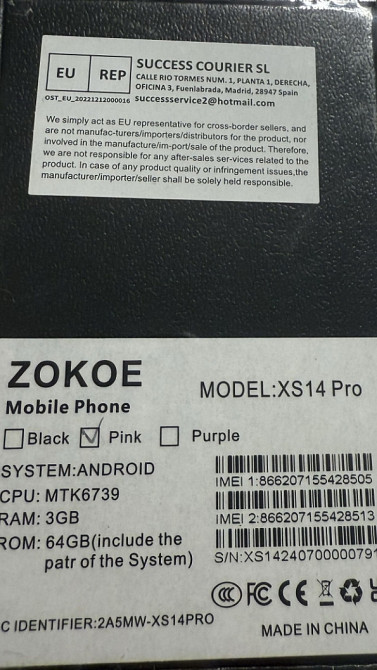 EU REP
SUCCESS COURIER SL
CALLE RIO TORMES NUM. 1, PLANTA 1, DERECHA,
OFICINA 3, Fuenlabrada, Madrid, 28947 Spain
OST_EU_20221212000016 successservice2@hotmail.com
We simply act as EU representative for cross-border sellers, and
are not manufac-turers/importers/distributors for the product, nor
involved in the manufacture/im-port/sale of the product. Therefore,
we are not responsible for any after-sales ser-vices related to the
product. In case of any product quality or infringement issues,the
manufacturer/importer/seller shall be solely held responsible.
ZOKOE
MODEL:XS14 Pro
Mobile Phone
Black Pink Purple
SYSTEM:ANDROID
CPU: MTK6739
RAM: 3GB
ROM: 64GB(include the
patr of the System)
IMEI 1:866207155428505
IMEI 2:866207155428513
S/N:XS1424070000079
CCC FC CE
C IDENTIFIER:2A5MW-XS14PRO
MADE IN CHINA